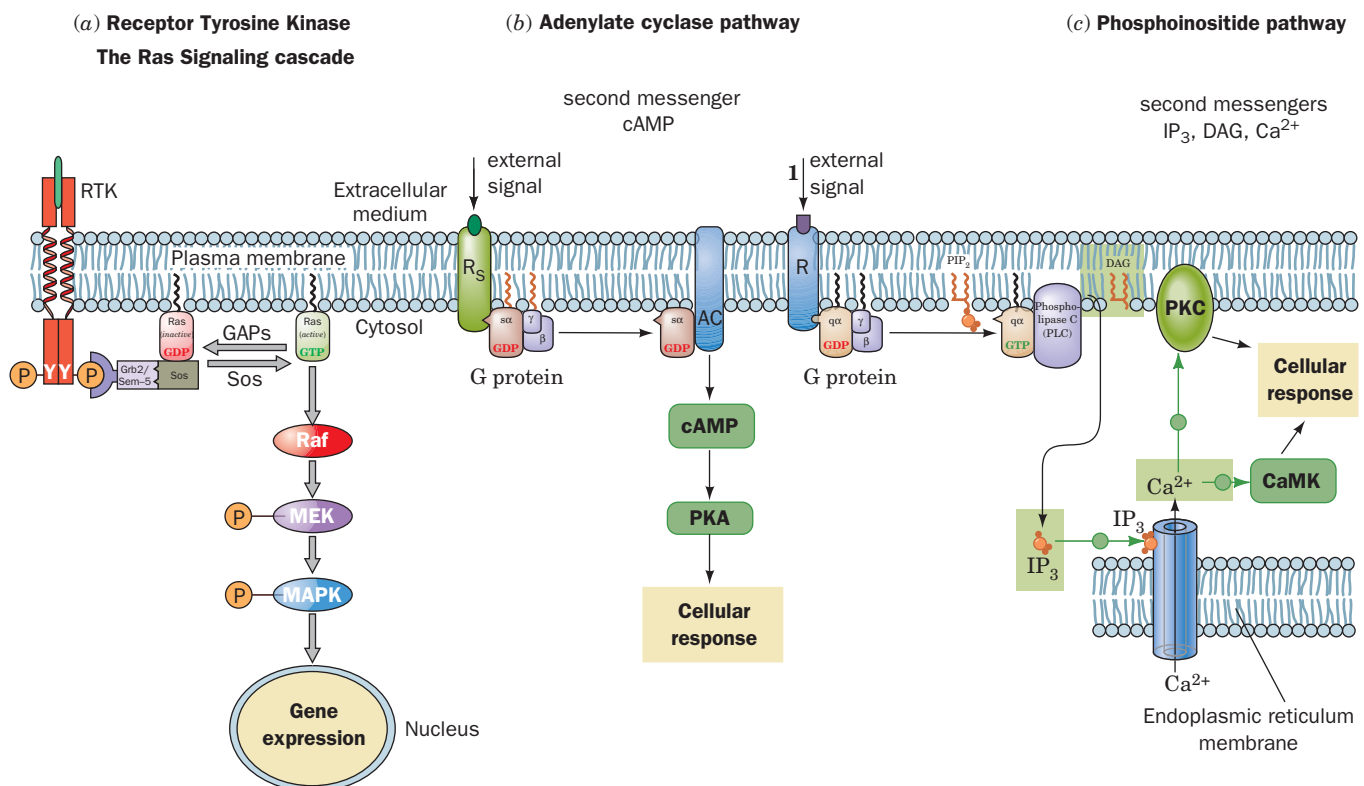 (a) Receptor Tyrosine Kinase
The Ras Signaling cascade
(b) Adenylate cyclase pathway
(c) Phosphoinositide pathway
second messenger
cAMP
second messengers
IP3, DAG, Ca2+
RTK
Extracellular
medium
external
signal
1 external
signal
Plasma membrane
Cytosol
RS
AC
R
PIP2
DAG
PKC
Ras
(inactive)
GDP
GAPs
Sos
Ras
(active)
GTP
P
Y Y
P
Grb2/
Sem–5
Sos
sα
GDP
γ
β
G protein
sα
GDP
qα
GDP
γ
β
G protein
qα
GTP
Phospho-
lipase C
(PLC)
Cellular
response
Raf
P
MEK
P
MAPK
Gene
expression
Nucleus
cAMP
PKA
Cellular
response
Ca2+
CaMK
IP3
IP3
Ca2+
Endoplasmic reticulum
membrane